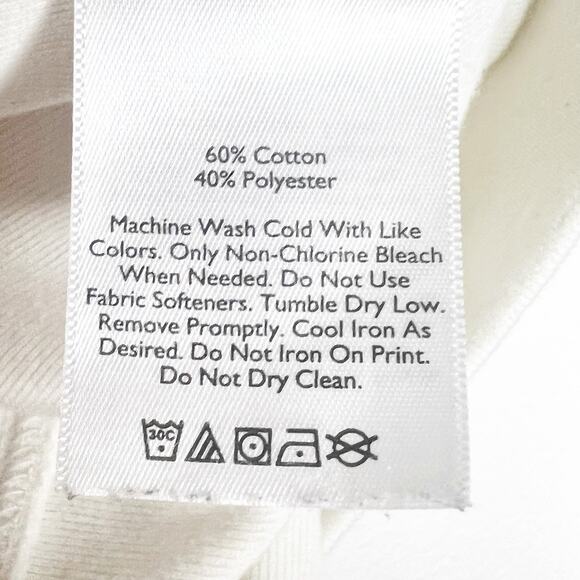 60% Cotton
40% Polyester
Machine Wash Cold With Like
Colors. Only Non-Chlorine Bleach
When Needed. Do Not Use
Fabric Softeners. Tumble Dry Low.
Remove Promptly. Cool Iron As
Desired. Do Not Iron On Print.
Do Not Dry Clean.
30C